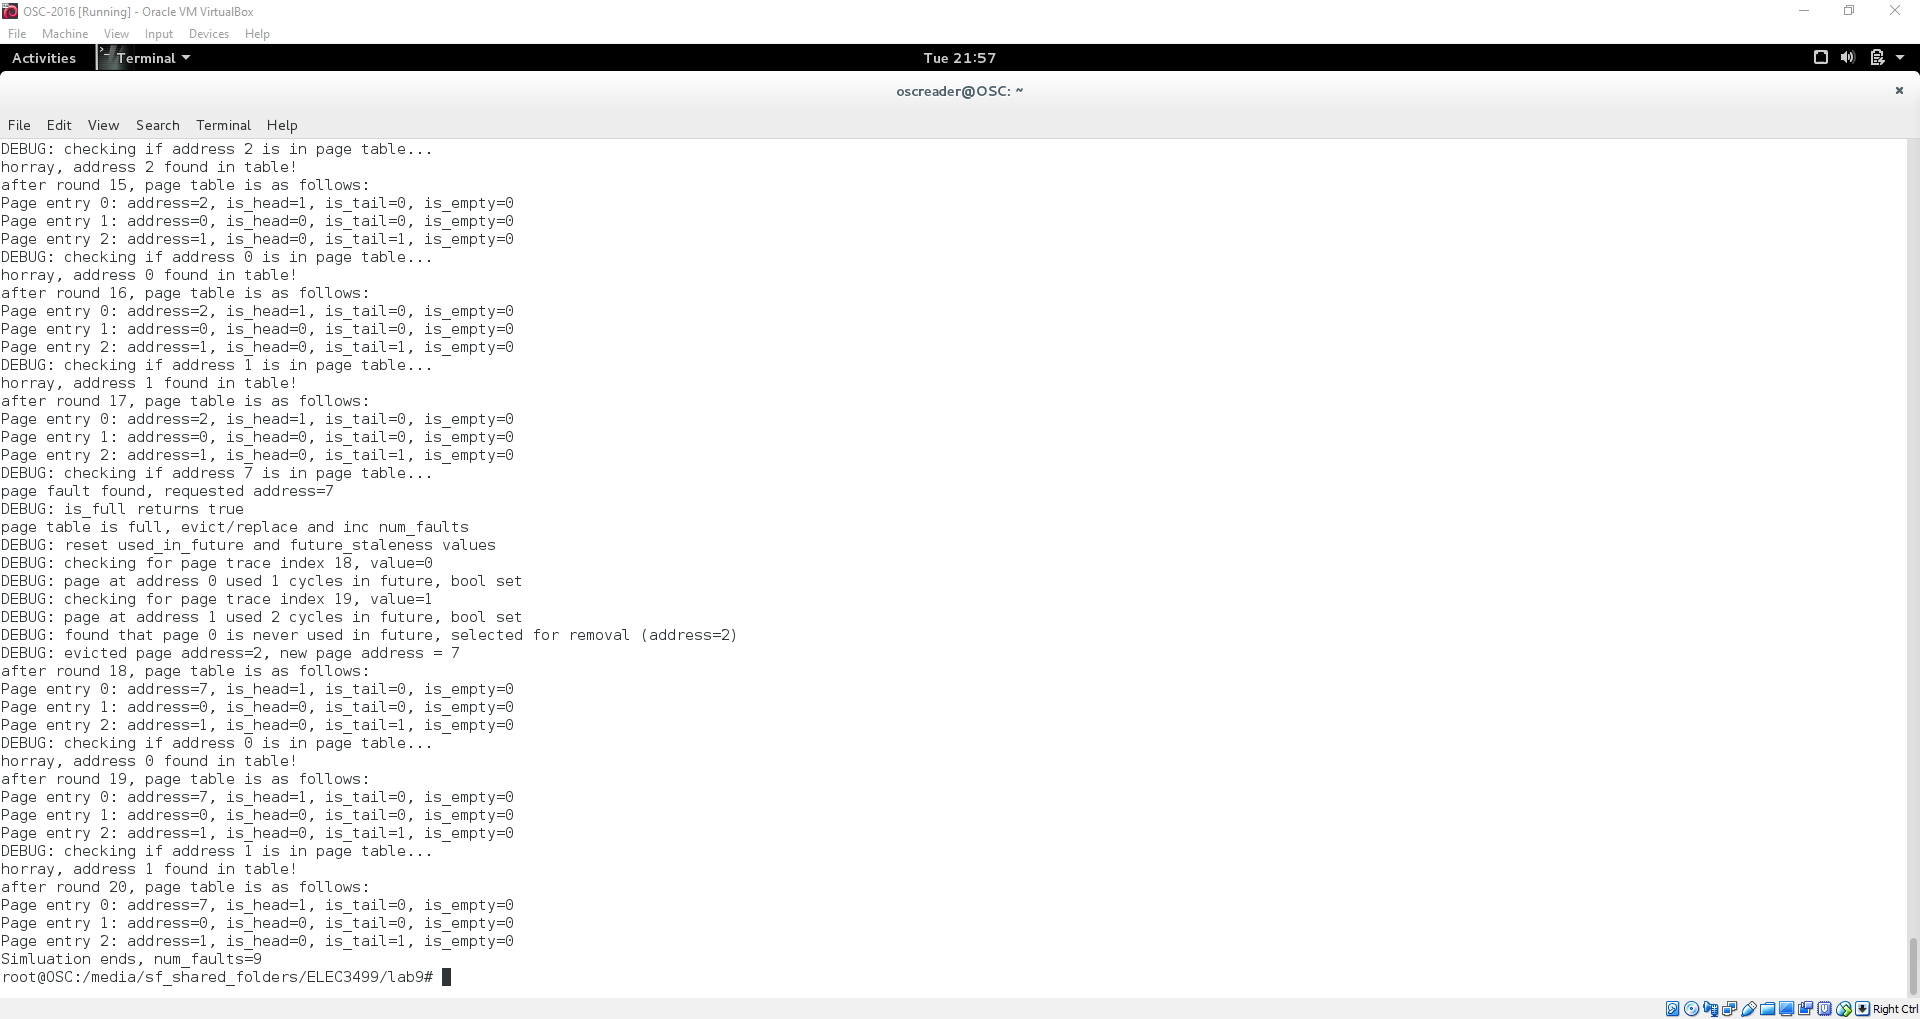 OSC-2016 [Running] - Oracle VM VirtualBox
File Machine View Input Devices Help
Activities Terminal Tue 21:57
oscreader@OSC: ~
File Edit View Search Terminal Help
DEBUG: checking if address 2 is in page table...
horray, address 2 found in table!
after round 15, page table is as follows:
Page entry 0: address=2, is_head=1, is_tail=0, is_empty=0
Page entry 1: address=0, is_head=0, is_tail=0, is_empty=0
Page entry 2: address=1, is_head=0, is_tail=1, is_empty=0
DEBUG: checking if address 0 is in page table...
horray, address 0 found in table!
after round 16, page table is as follows:
Page entry 0: address=2, is_head=1, is_tail=0, is_empty=0
Page entry 1: address=0, is_head=0, is_tail=0, is_empty=0
Page entry 2: address=1, is_head=0, is_tail=1, is_empty=0
DEBUG: checking if address 1 is in page table...
horray, address 1 found in table!
after round 17, page table is as follows:
Page entry 0: address=2, is_head=1, is_tail=0, is_empty=0
Page entry 1: address=0, is_head=0, is_tail=0, is_empty=0
Page entry 2: address=1, is_head=0, is_tail=1, is_empty=0
DEBUG: checking if address 7 is in page table...
page fault found, requested address=7
DEBUG: is_full returns true
page table is full, evict/replace and inc num_faults
DEBUG: reset used_in_future and future_staleness values
DEBUG: checking for page trace index 18, value=0
DEBUG: page at address 0 used 1 cycles in future, bool set
DEBUG: checking for page trace index 19, value=1
DEBUG: page at address 1 used 2 cycles in future, bool set
DEBUG: found that page 0 is never used in future, selected for removal (address=2)
DEBUG: evicted page address=2, new page address = 7
after round 18, page table is as follows:
Page entry 0: address=7, is_head=1, is_tail=0, is_empty=0
Page entry 1: address=0, is_head=0, is_tail=0, is_empty=0
Page entry 2: address=1, is_head=0, is_tail=1, is_empty=0
DEBUG: checking if address 0 is in page table...
horray, address 0 found in table!
after round 19, page table is as follows:
Page entry 0: address=7, is_head=1, is_tail=0, is_empty=0
Page entry 1: address=0, is_head=0, is_tail=0, is_empty=0
Page entry 2: address=1, is_head=0, is_tail=1, is_empty=0
DEBUG: checking if address 1 is in page table...
horray, address 1 found in table!
after round 20, page table is as follows:
Page entry 0: address=7, is_head=1, is_tail=0, is_empty=0
Page entry 1: address=0, is_head=0, is_tail=0, is_empty=0
Page entry 2: address=1, is_head=0, is_tail=1, is_empty=0
Simluation ends, num_faults=9
root@OSC:/media/sf_shared_folders/ELEC3499/lab9#
Right Ctrl